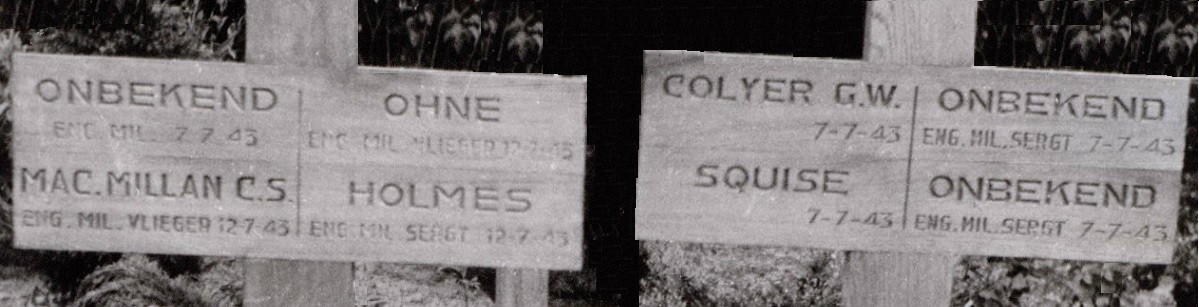 ONBEKEND
ENG. MIL. 7-7-43
OHNE
ENG. MIL. VLIEGER 12-7-43
MAC. MILLAN C.S.
ENG. MIL. VLIEGER 12-7-43
HOLMES
ENG. MIL. SERGT 12-7-43
COLYER G.W.
7-7-43
ONBEKEND
ENG. MIL. SERGT 7-7-43
SQUISE
7-7-43
ONBEKEND
ENG. MIL. SERGT 7-7-43